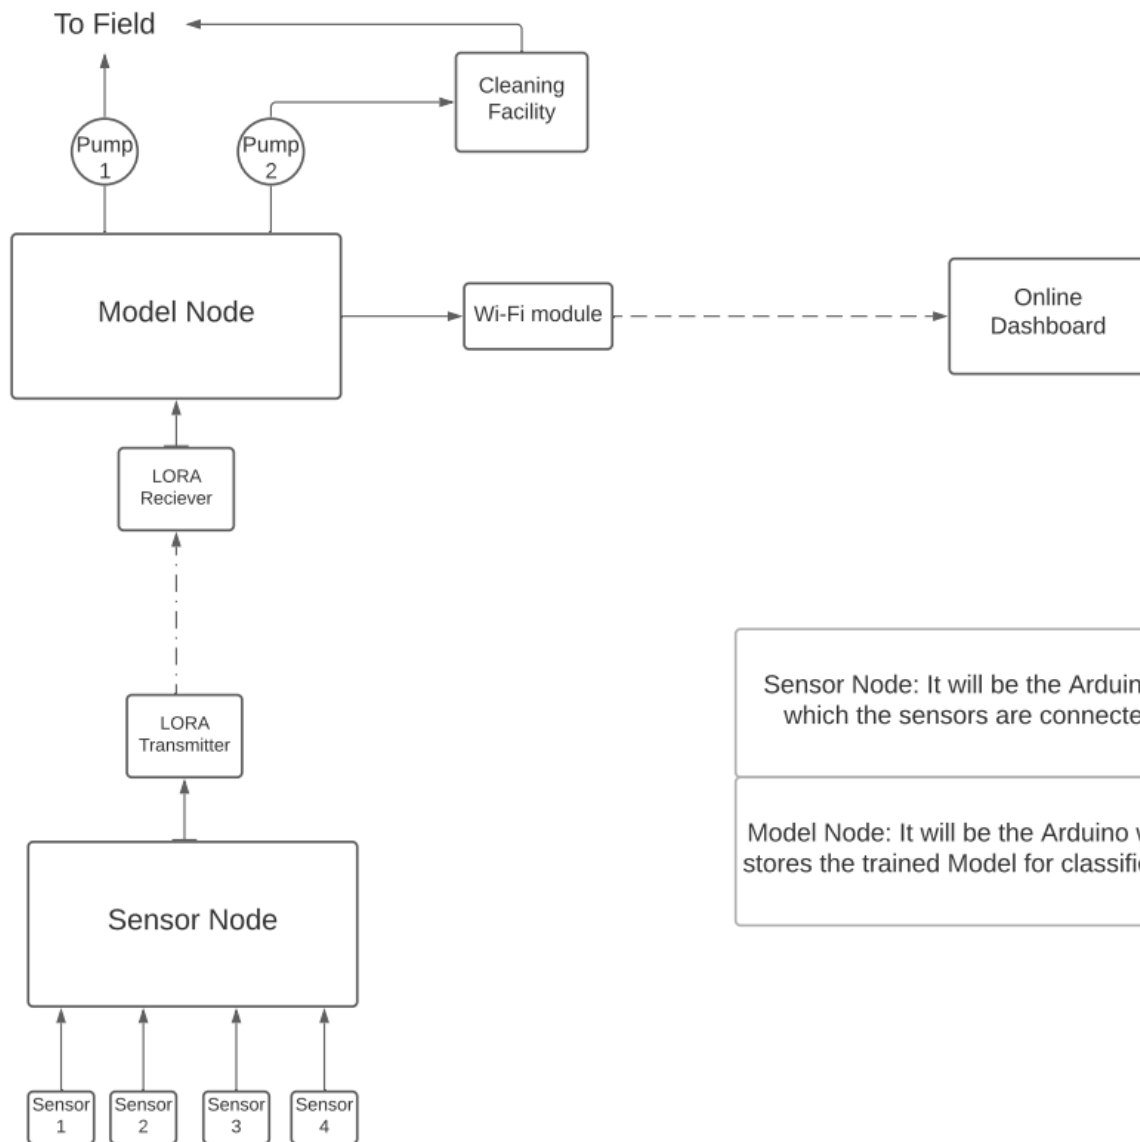 To Field
Cleaning
Facility
Pump
1
Pump
2
Model Node
Wi-Fi module
Online
Dashboard
LORA
Reciever
LORA
Transmitter
Sensor Node: It will be the
which the sensors are
Model Node: It will be the Arduino
stores the trained Model for
Sensor Node
Sensor
1
Sensor
2
Sensor
3
Sensor
4